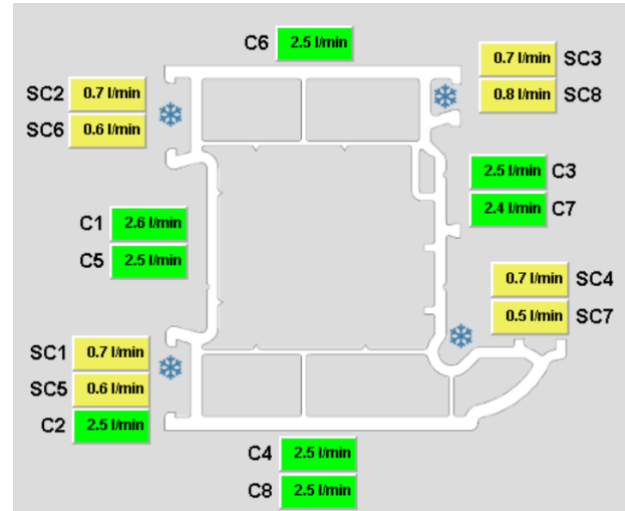 C6 2.5 l/min
0.7 l/min SC3
SC2 0.7 l/min
0.8 l/min SC8
SC6 0.6 l/min
2.5 l/min C3
2.4 l/min C7
C1 2.6 l/min
C5 2.5 l/min
0.7 l/min SC4
0.5 l/min SC7
SC1 0.7 l/min
SC5 0.6 l/min
C2 2.5 l/min
C4 2.5 l/min
C8 2.5 l/min